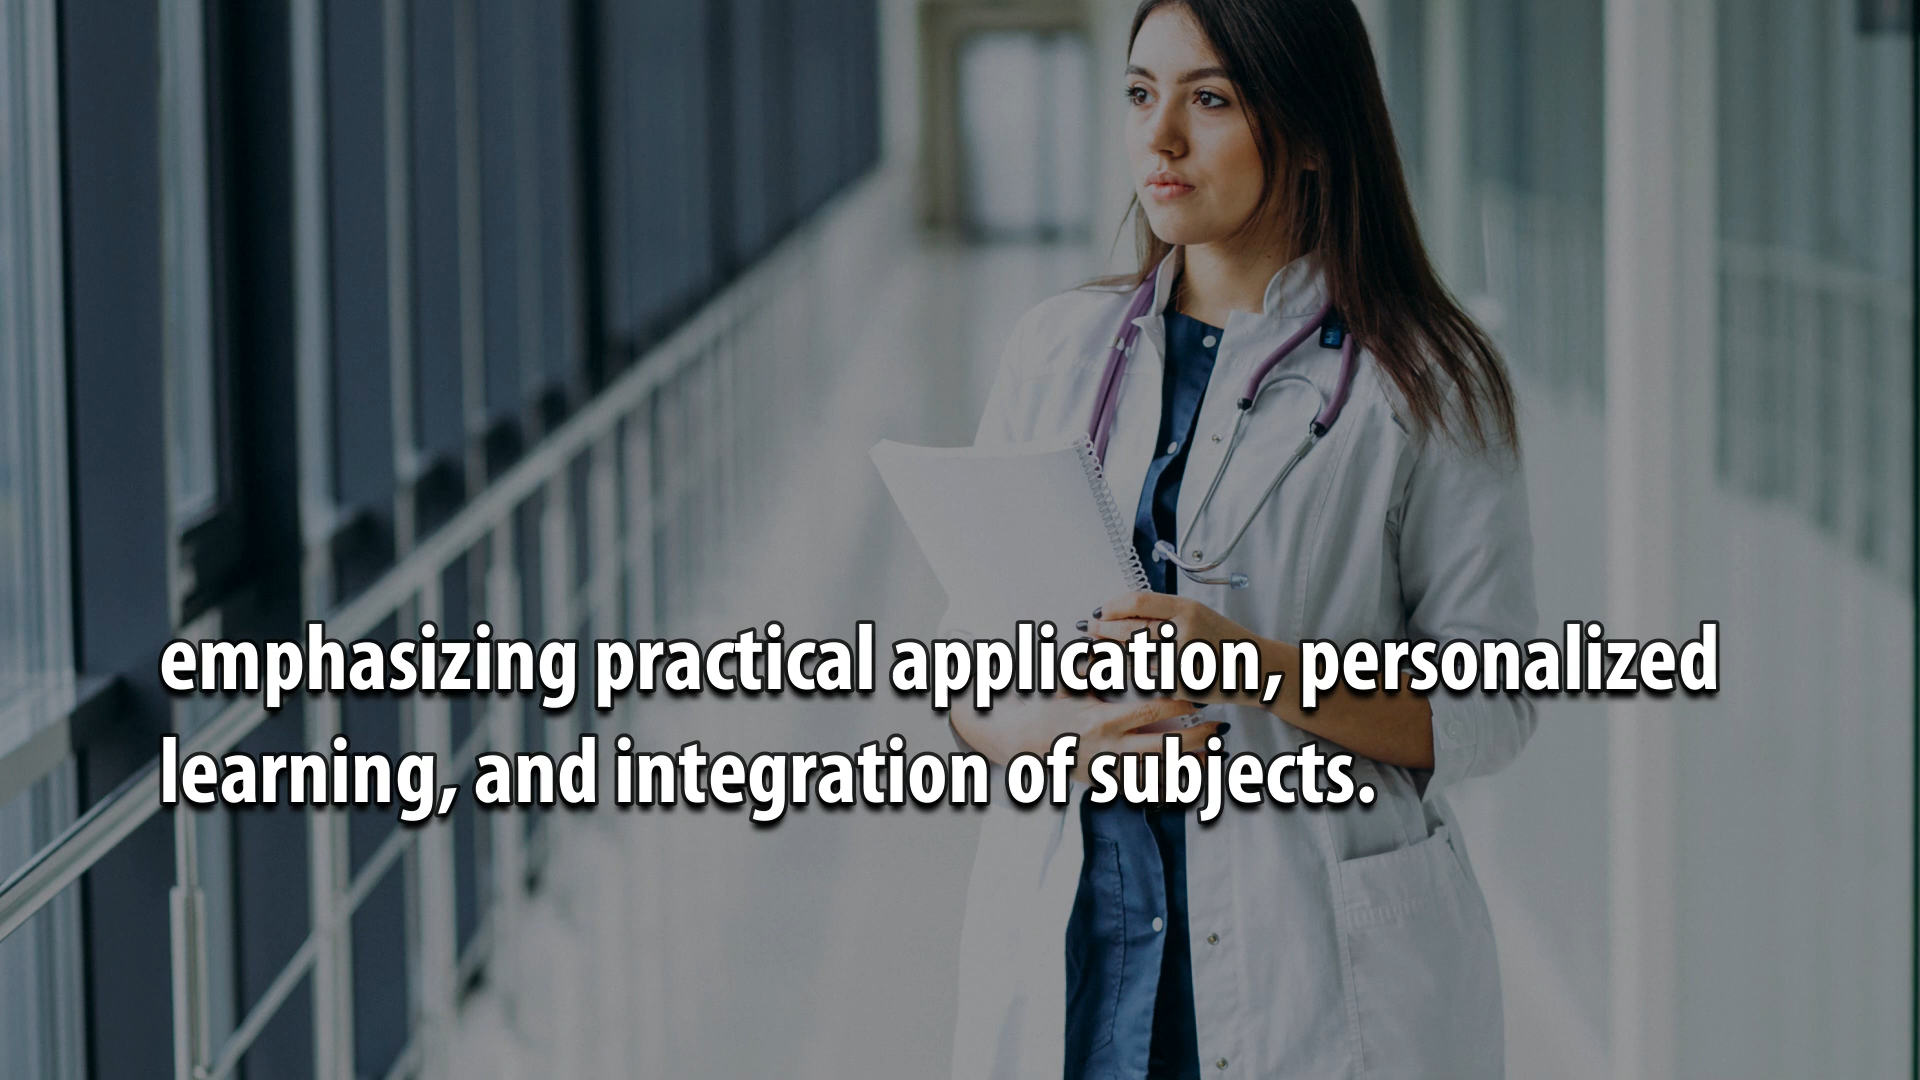 emphasizing practical application, personalized
learning, and integration of subjects.